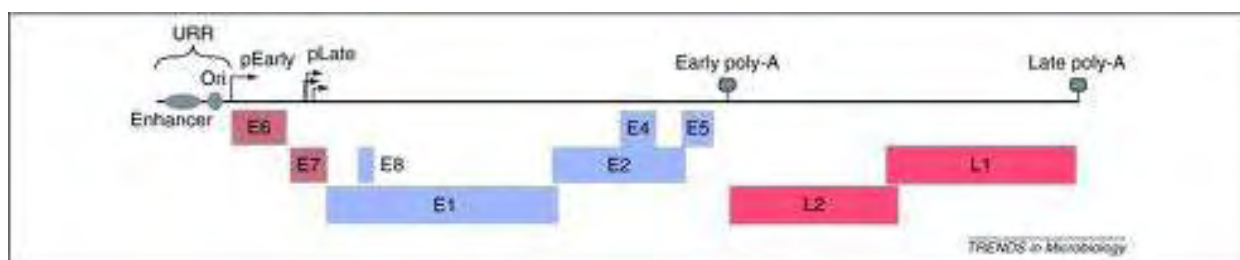 URR
pEarly
pLate
Ori
Early poly-A
Late poly-A
Enhancer
E6
E4
E5
E7
E8
E2
L1
E1
L2
TRENDS in Microbiology